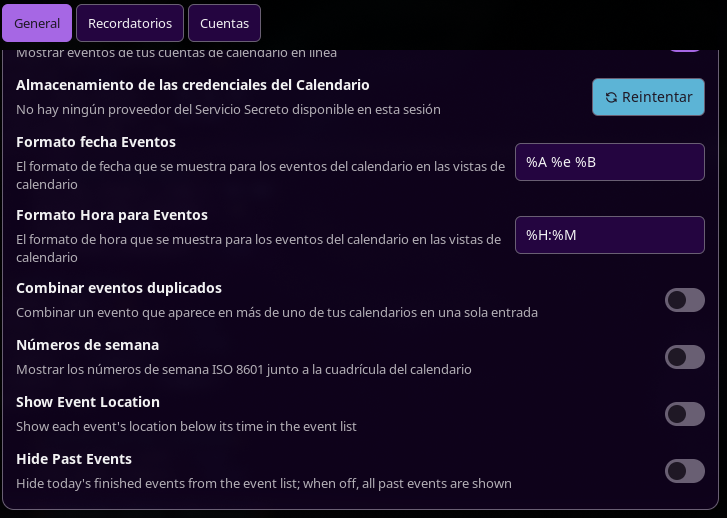 General
Recordatorios
Cuentas
Mostrar eventos de tus cuentas de calendario en línea
Almacenamiento de las credenciales del Calendario
No hay ningún proveedor del Servicio Secreto disponible en esta sesión
Reintentar
Formato fecha Eventos
El formato de fecha que se muestra para los eventos del calendario en las vistas de
calendario
%A %e %B
Formato Hora para Eventos
El formato de hora que se muestra para los eventos del calendario en las vistas de
calendario
%H:%M
Combinar eventos duplicados
Combinar un evento que aparece en más de uno de tus calendarios en una sola entrada
Números de semana
Mostrar los números de semana ISO 8601 junto a la cuadrícula del calendario
Show Event Location
Show each event's location below its time in the event list
Hide Past Events
Hide today's finished events from the event list; when off, all past events are shown